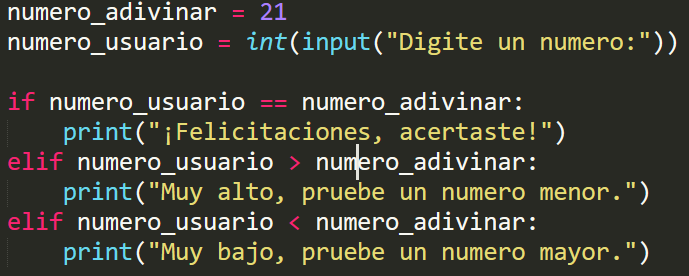 numero_adivinar = 21
numero_usuario = int(input("Digite un numero:"))
if numero_usuario == numero_adivinar:
    print("¡Felicitaciones, acertaste!")
elif numero_usuario > numero_adivinar:
    print("Muy alto, pruebe un numero menor.")
elif numero_usuario < numero_adivinar:
    print("Muy bajo, pruebe un numero mayor.")